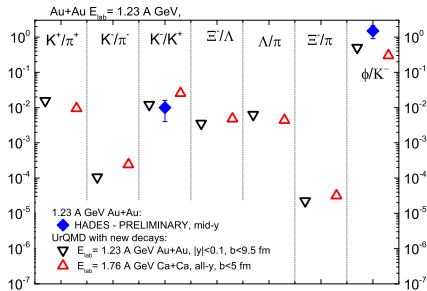 Au+Au E_lab = 1.23 A GeV,
K⁺/π⁺ K⁻/π⁻ K⁻/K⁺ Ξ⁻/Λ Λ/π Ξ⁻/π
ϕ/K⁻
10⁰ 10⁰
10⁻¹ 10⁻¹
10⁻² 10⁻²
10⁻³ 10⁻³
10⁻⁴ 10⁻⁴
10⁻⁵ 10⁻⁵
10⁻⁶ 10⁻⁶
10⁻⁷ 10⁻⁷
1.23 A GeV Au+Au:
HADES - PRELIMINARY, mid-y
UrQMD with new decays:
E_lab= 1.23 A GeV Au+Au, |y|<0.1, b<9.5 fm
E_lab= 1.76 A GeV Ca+Ca, all-y, b<5 fm